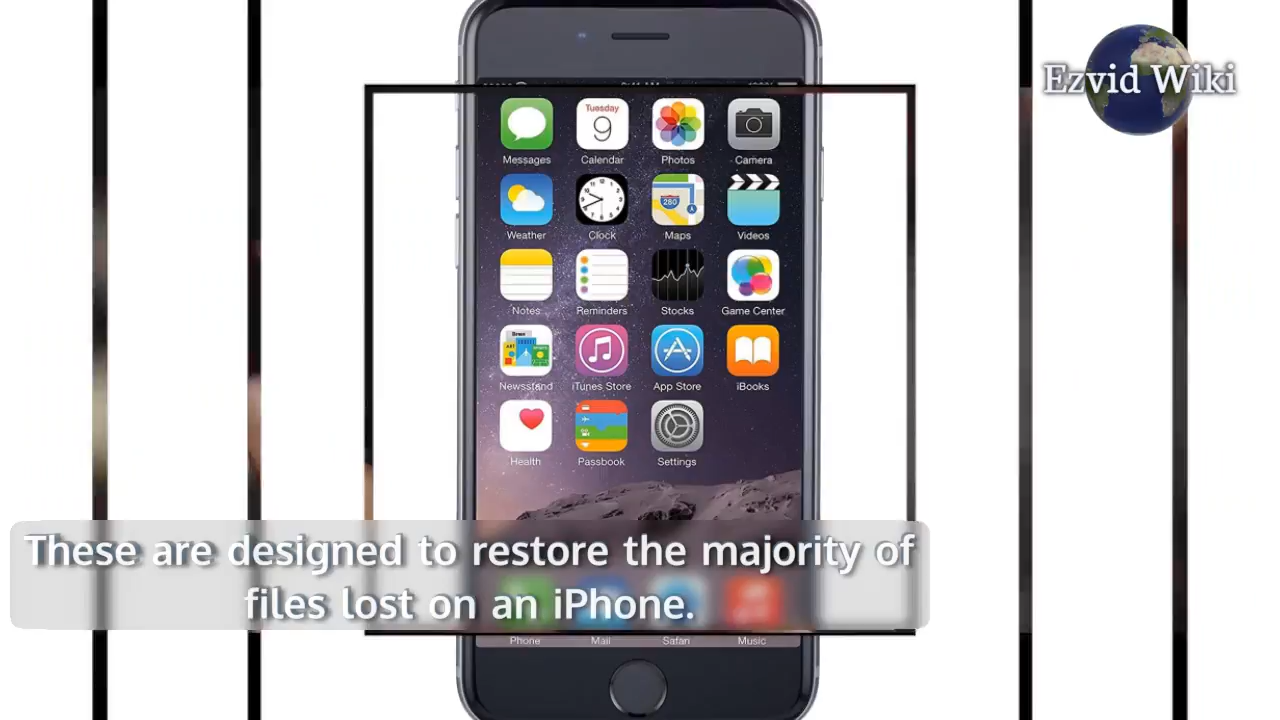 Ezvid Wiki
Tuesday
9
Messages Calendar Photos Camera
280
Weather Clock Maps Videos
Notes Reminders Stocks Game Center
Newsstand iTunes Store App Store iBooks
Health Passbook Settings
These are designed to restore the majority of
files lost on an iPhone.
Phone Mail Safari Music